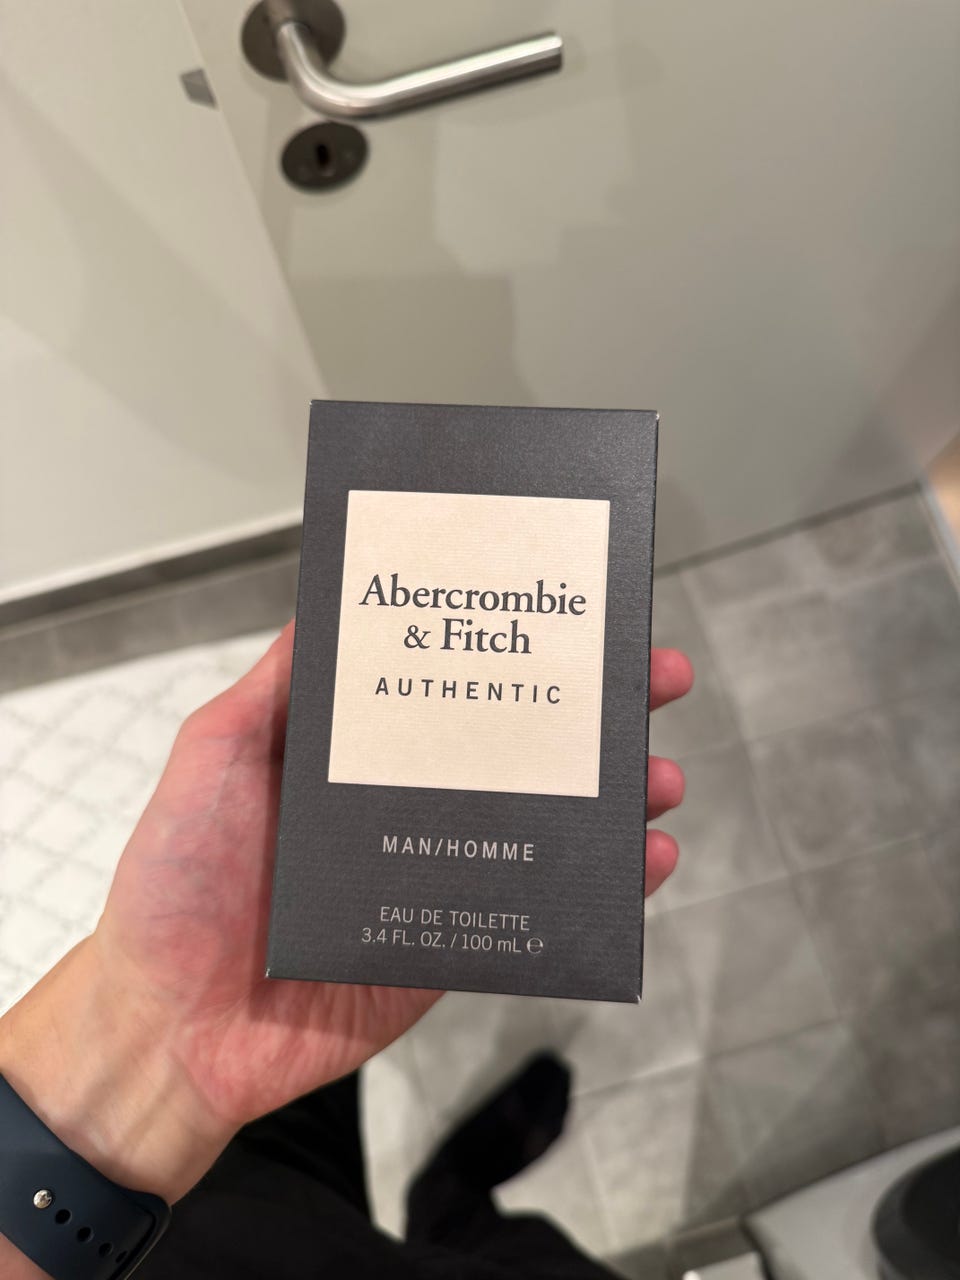 Abercrombie
& Fitch
AUTHENTIC
MAN/HOMME
EAU DE TOILETTE
3.4 FL. OZ. / 100 mL ℮